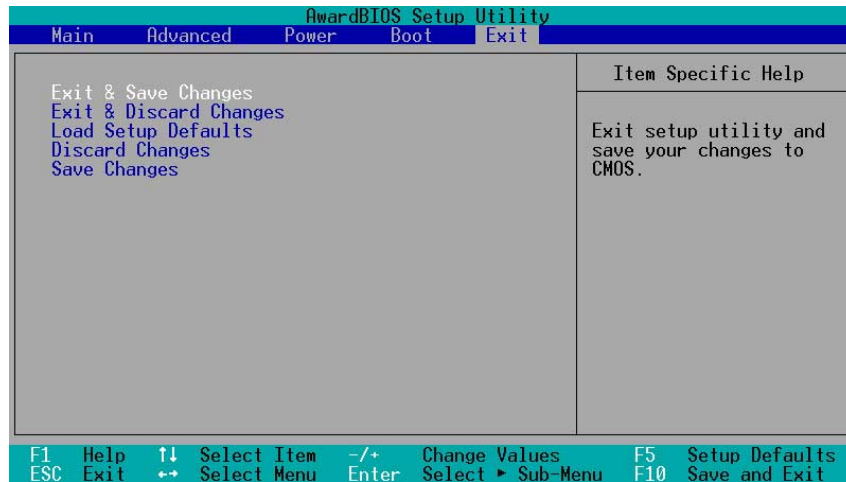 AwardBIOS Setup Utility
Main Advanced Power Boot Exit
Exit & Save Changes
Exit & Discard Changes
Load Setup Defaults
Discard Changes
Save Changes
Item Specific Help
Exit setup utility and
save your changes to
CMOS.
F1 Help ↑↓ Select Item -/+ Change Values F5 Setup Defaults
ESC Exit ←→ Select Menu Enter Select ► Sub-Menu F10 Save and Exit